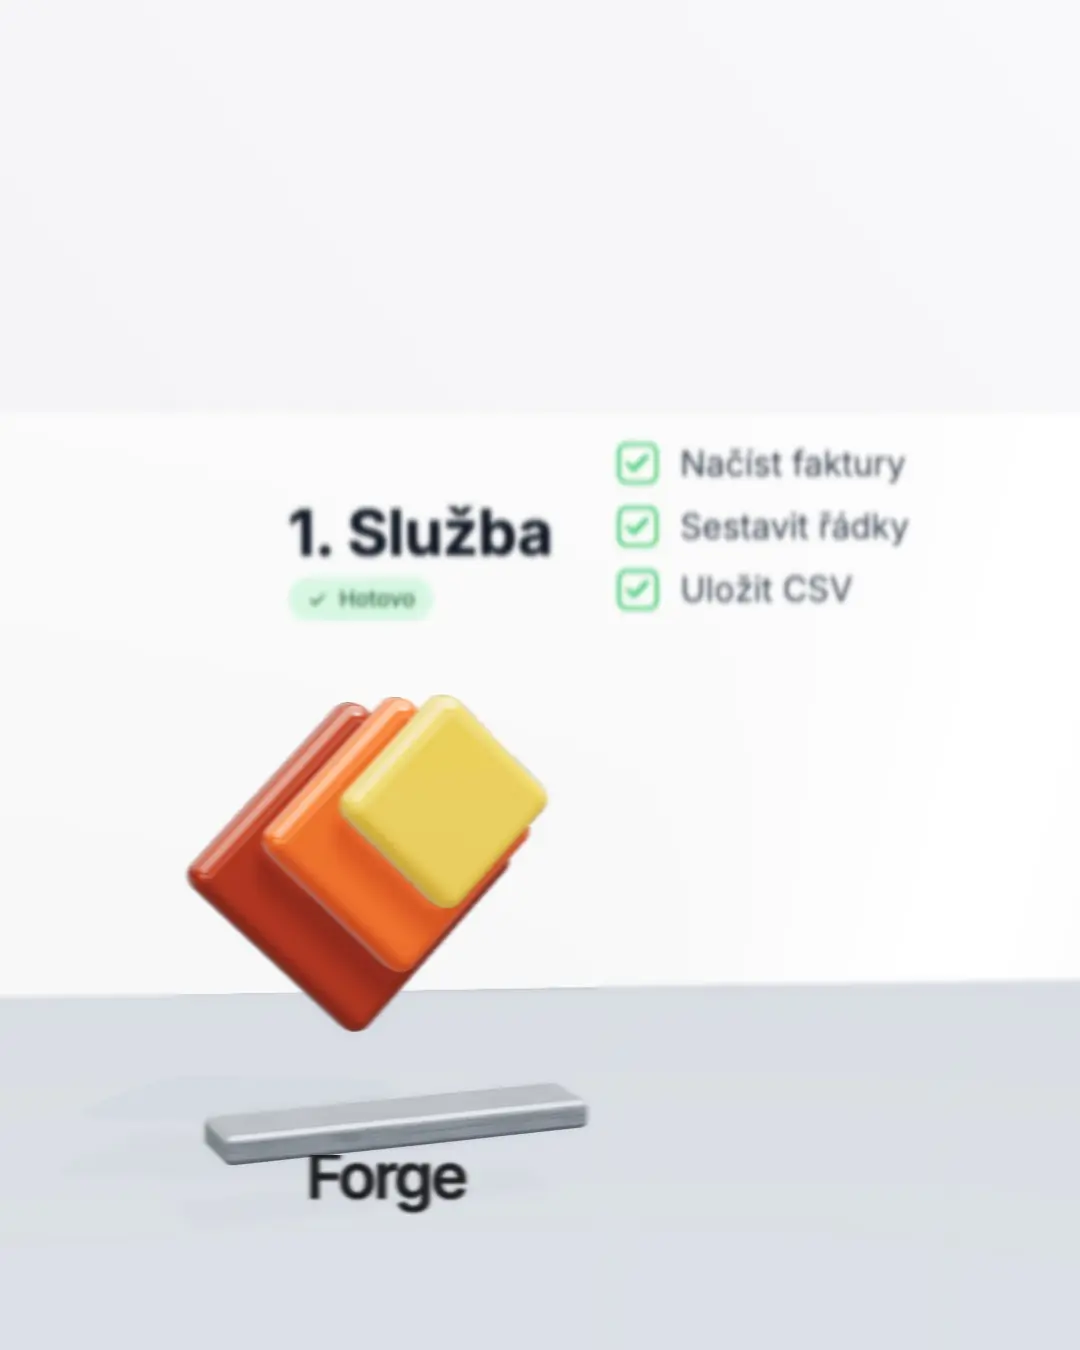 1. Služba
Hotovo
Načíst faktury
Sestavit řádky
Uložit CSV
Forge